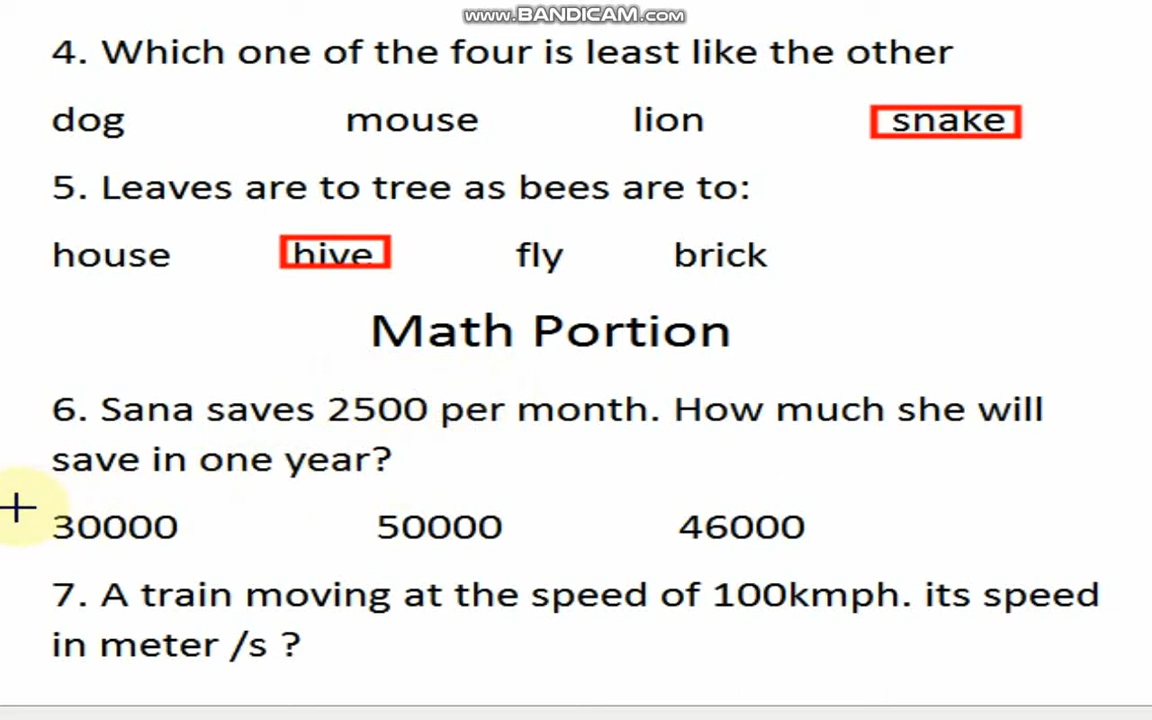 www.BANDICAM.com
4. Which one of the four is least like the other
dog mouse lion snake
5. Leaves are to tree as bees are to:
house hive fly brick
Math Portion
6. Sana saves 2500 per month. How much she will
save in one year?
30000 50000 46000
7. A train moving at the speed of 100kmph. its speed
in meter /s ?